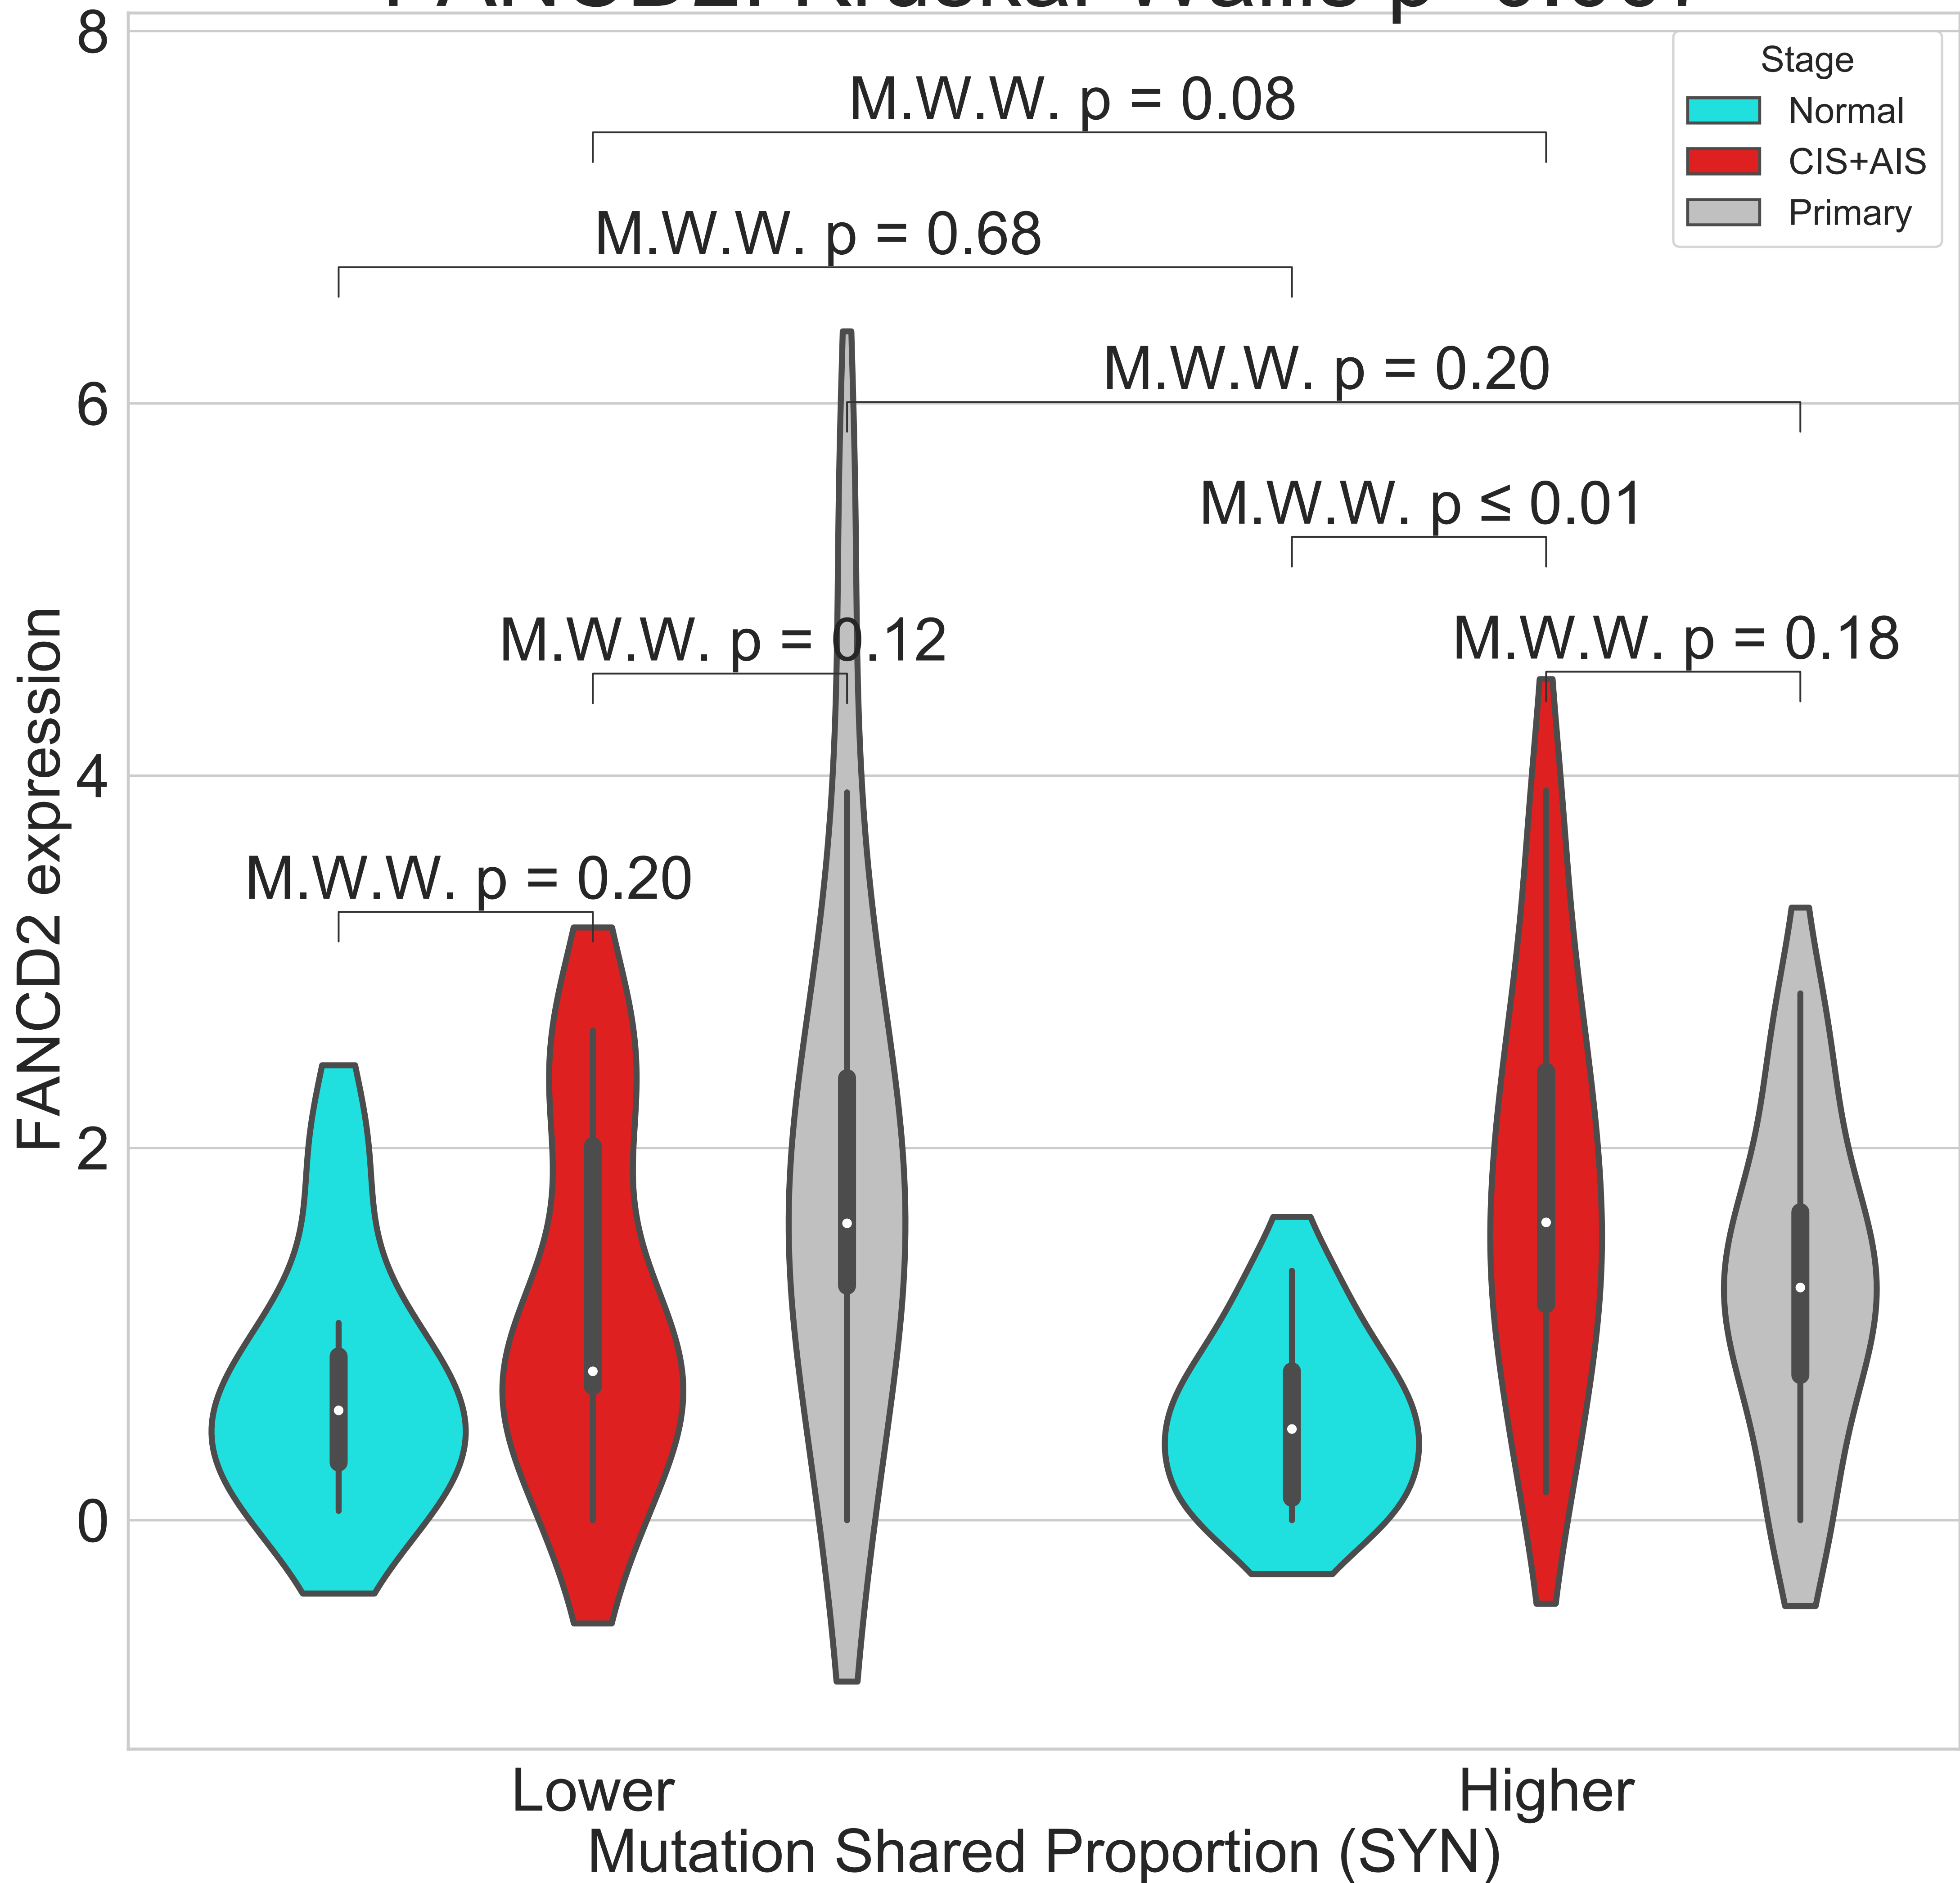 8
Stage
Normal
CIS+AIS
Primary
M.W.W. p = 0.08
M.W.W. p = 0.68
6
M.W.W. p = 0.20
M.W.W. p ≤ 0.01
M.W.W. p = 0.12
M.W.W. p = 0.18
4
M.W.W. p = 0.20
FANCD2 expression
2
0
Lower
Higher
Mutation Shared Proportion (SYN)